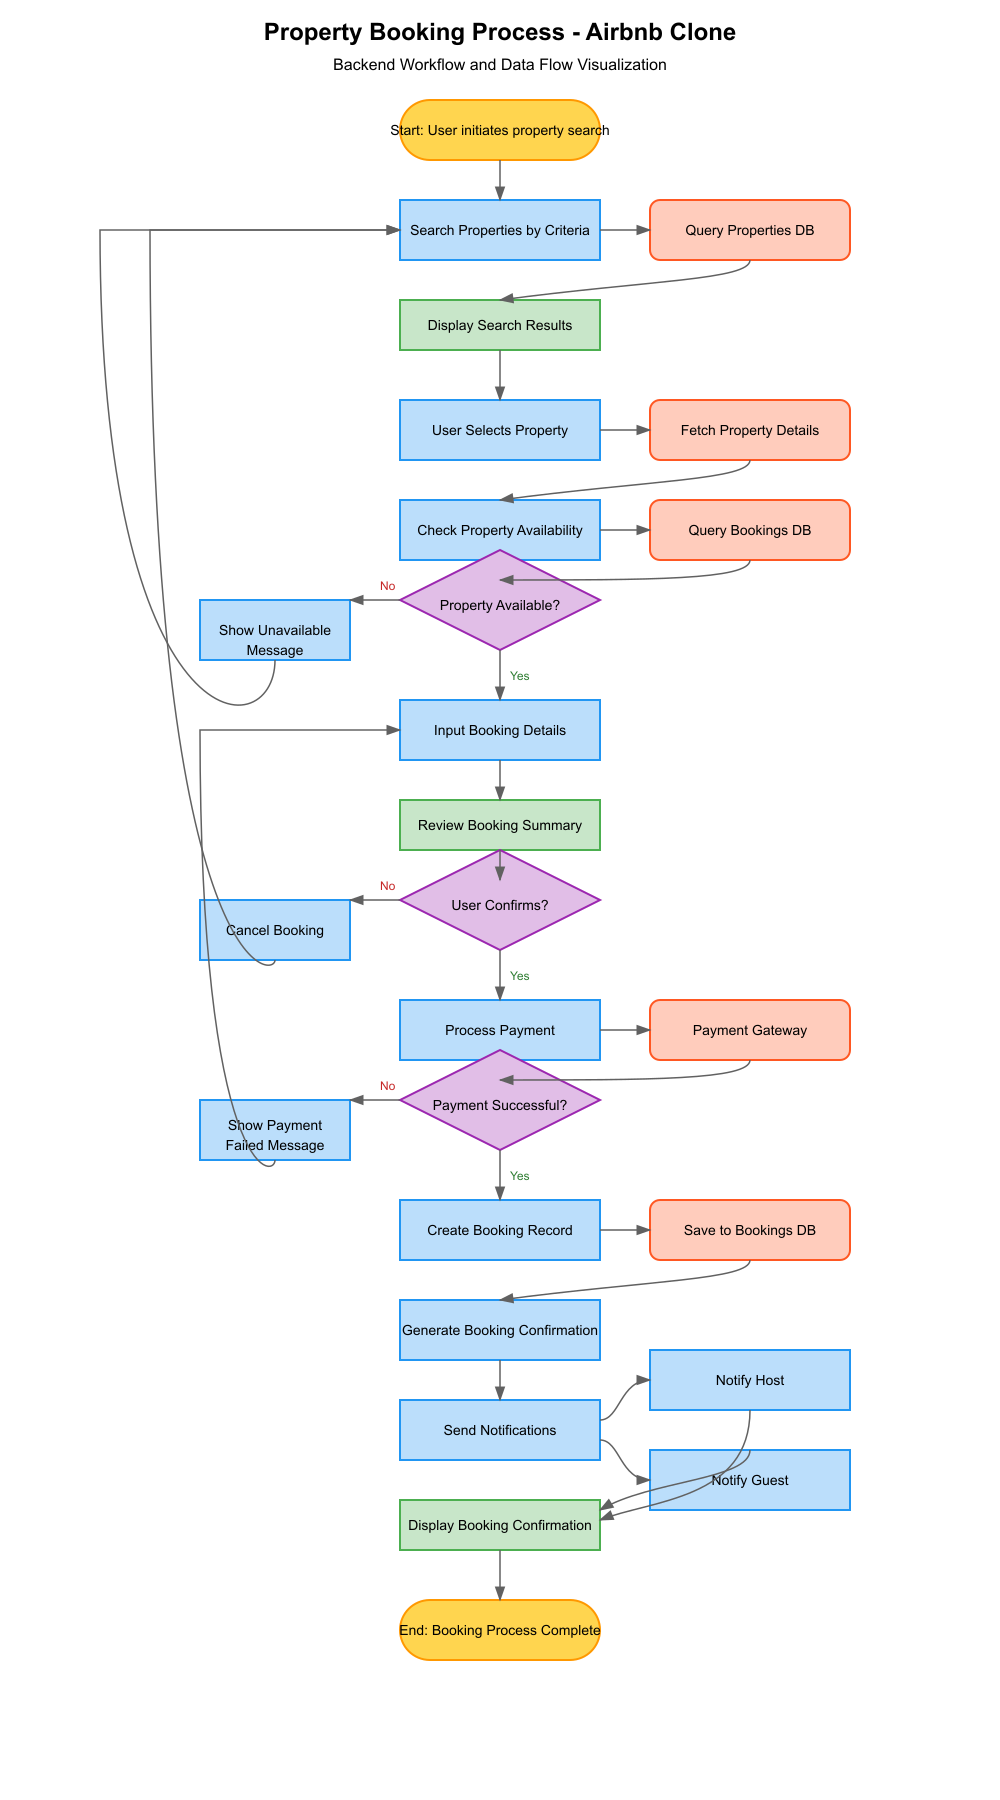 Property Booking Process - Airbnb Clone
Backend Workflow and Data Flow Visualization
Start: User initiates property search
Search Properties by Criteria
Query Properties DB
Display Search Results
User Selects Property
Fetch Property Details
Check Property Availability
Query Bookings DB
No
Property Available?
Show Unavailable
Message
Yes
Input Booking Details
Review Booking Summary
No
User Confirms?
Cancel Booking
Yes
Process Payment
Payment Gateway
No
Payment Successful?
Show Payment
Failed Message
Yes
Create Booking Record
Save to Bookings DB
Generate Booking Confirmation
Notify Host
Send Notifications
Notify Guest
Display Booking Confirmation
End: Booking Process Complete